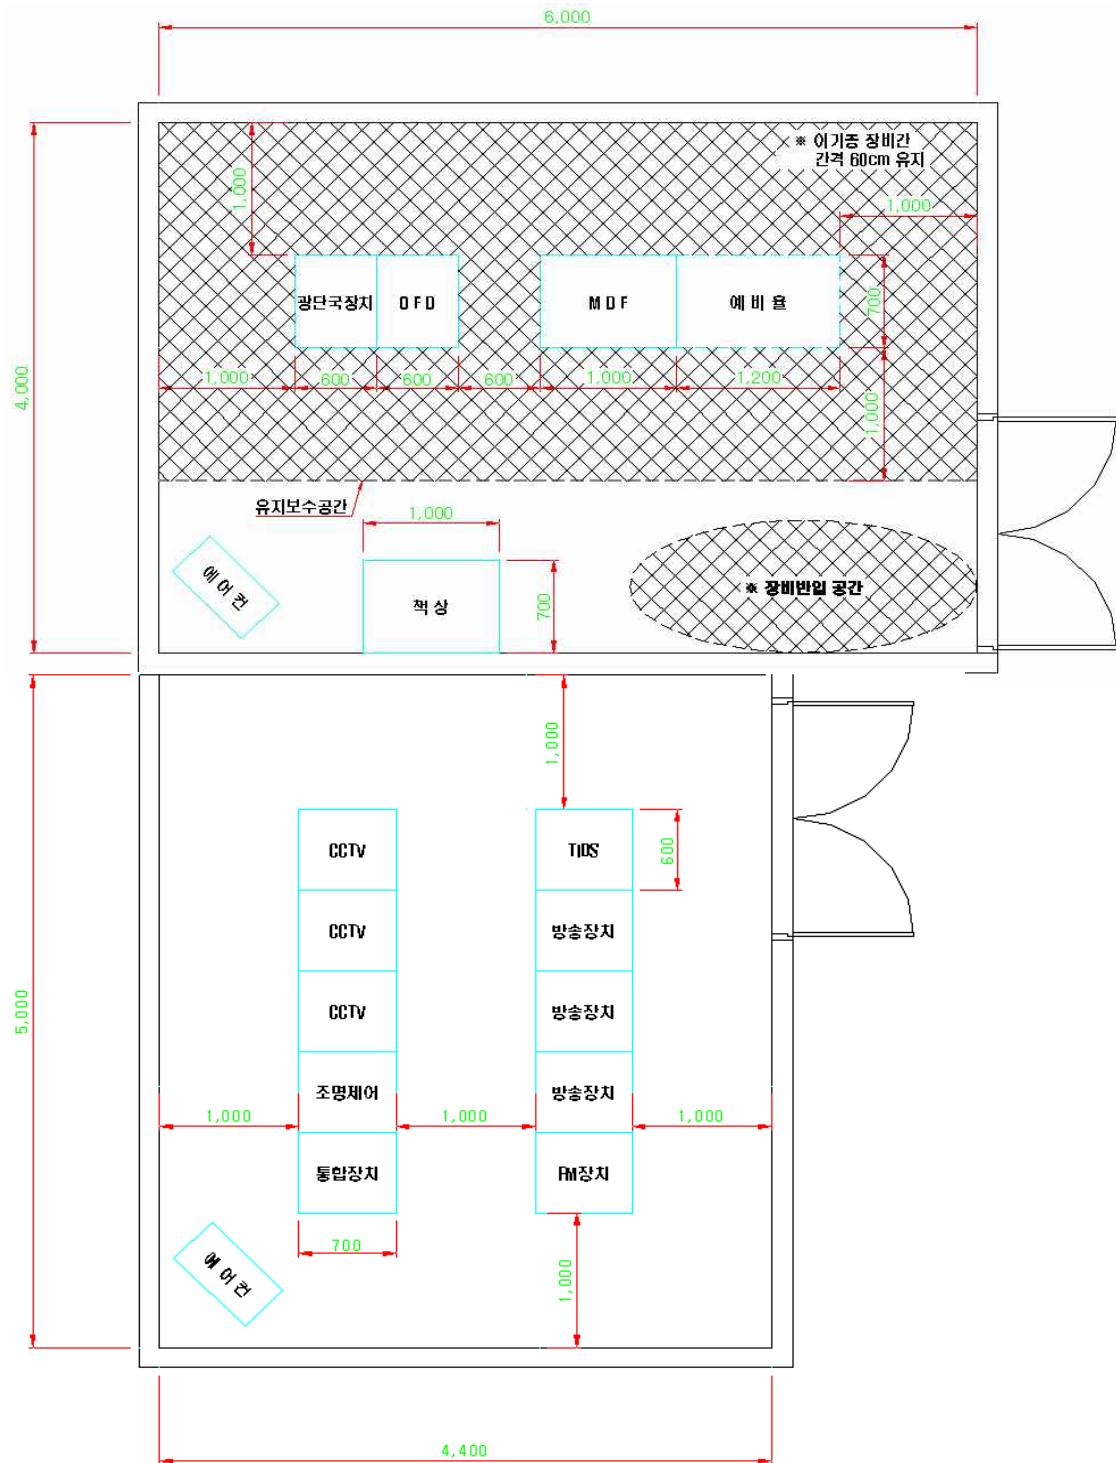 6,000
※ 이기종 장비간
간격 60cm 유지
1,000
1,000
4,000
광단국장치
OFD
MDF
예비율
700
1,000
600
600
600
1,000
1,200
1,000
유지보수공간
1,000
에어컨
책상
700
※ 장비반입 공간
1,000
CCTV
TIDS
600
CCTV
방송장치
CCTV
방송장치
5,000
조명제어
방송장치
1,000
1,000
1,000
통합장치
FM장치
700
에어컨
1,000
4,400